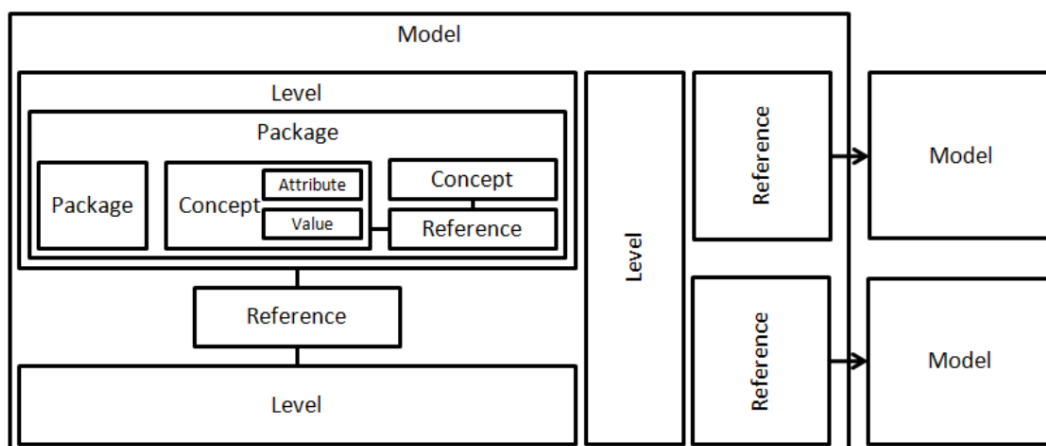 Model
Level
Package
Package
Concept
Attribute
Value
Concept
Reference
Reference
Level
Level
Reference
Reference
Model
Model